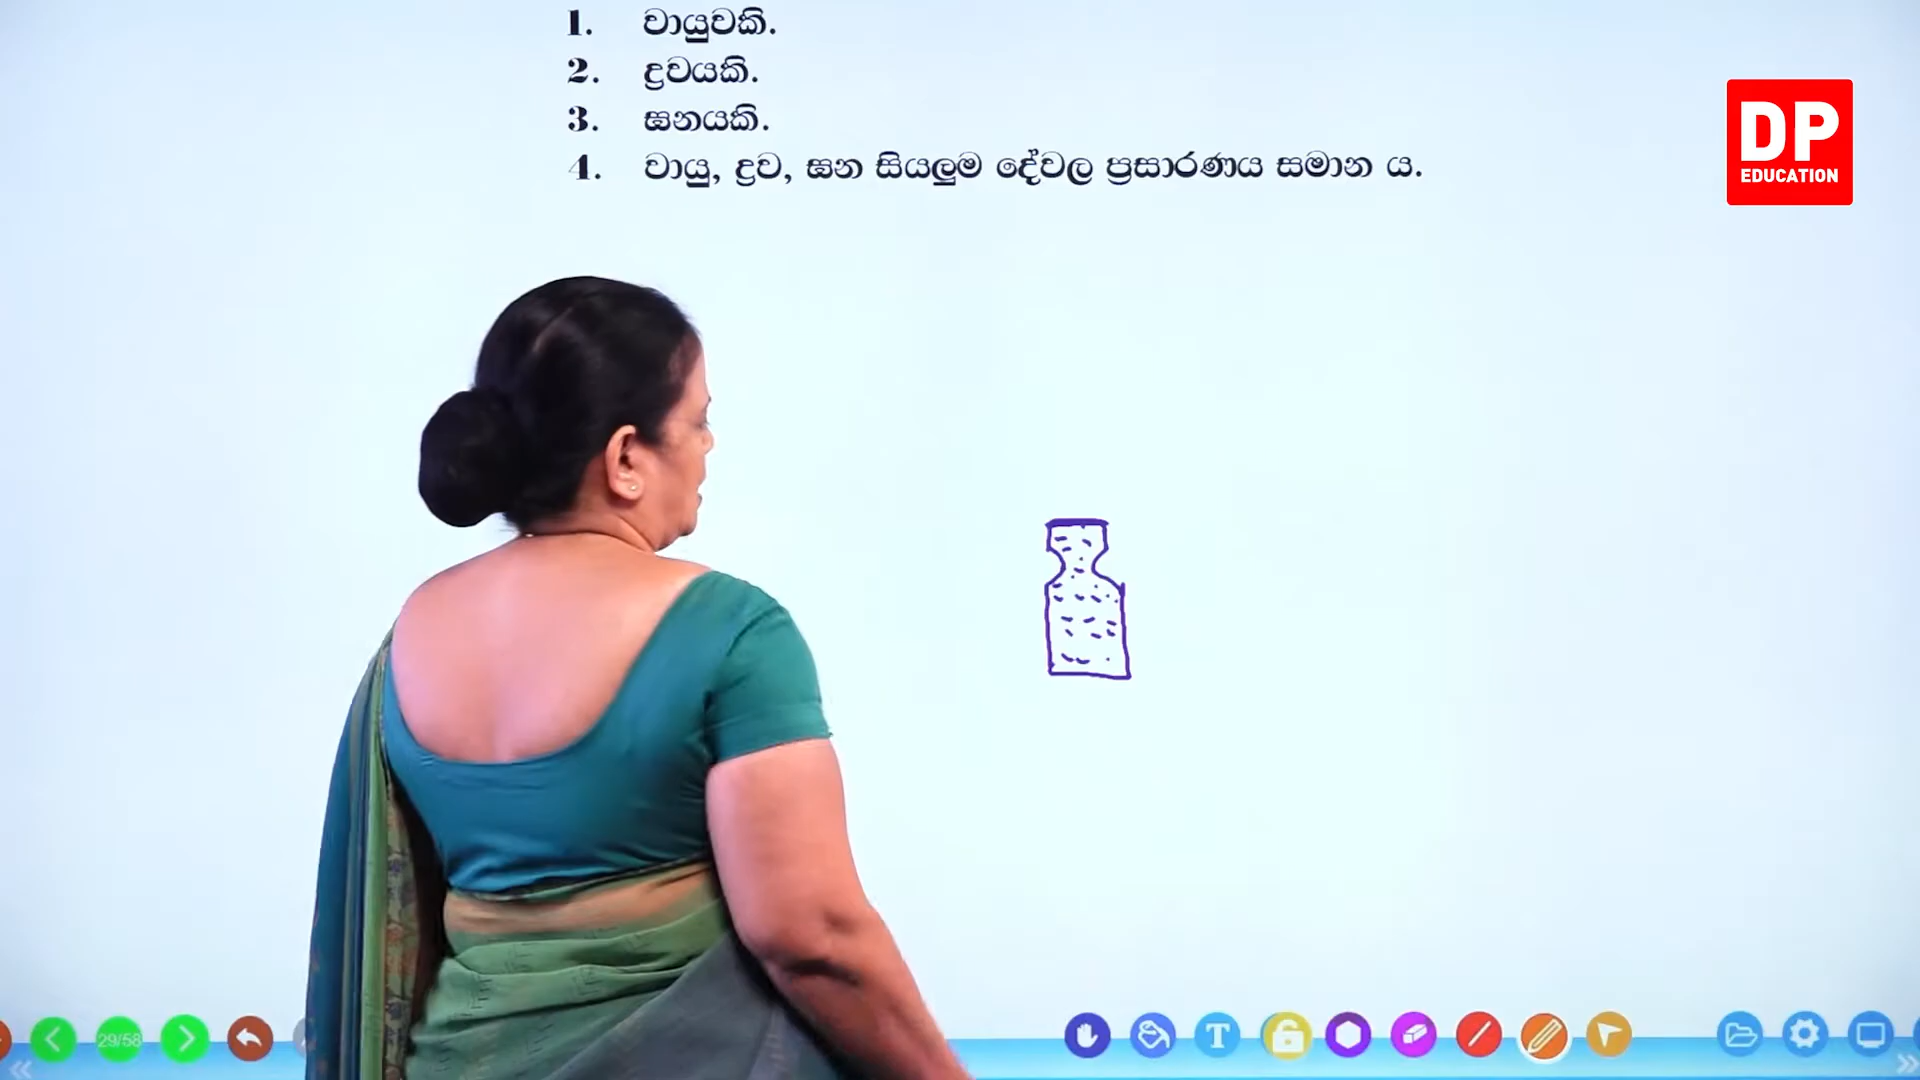 1. වායුවකි.
2. ද්‍රවයකි.
3. ඝනයකි.
4. වායු, ද්‍රව, ඝන සියලුම දේවල ප්‍රසාරණය සමාන ය.
DP
EDUCATION
29/58
T